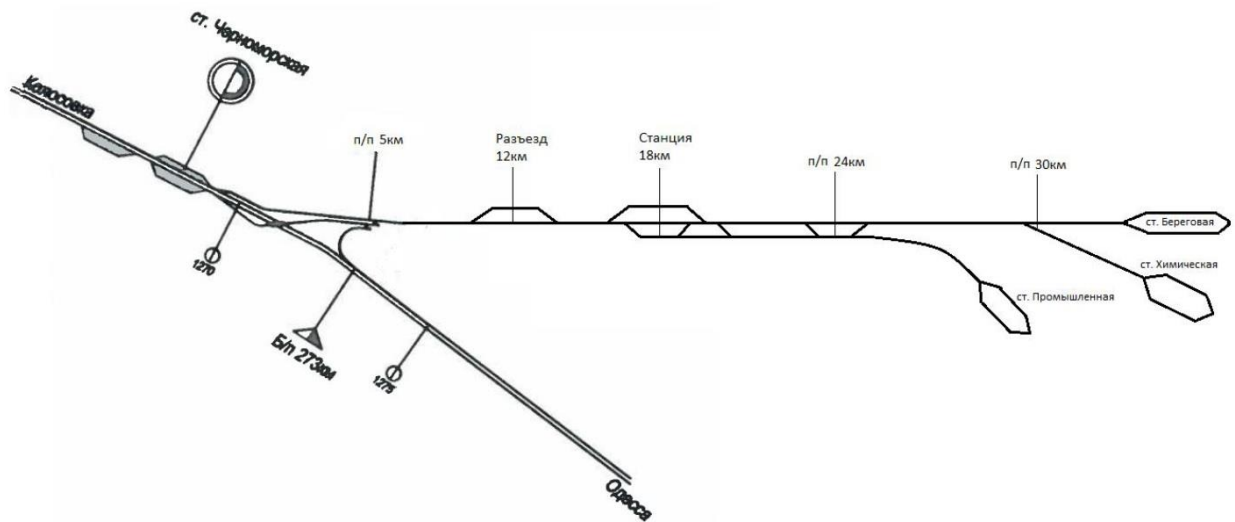 ст. Черноморская
Колосовка
п/п 5км
Разъезд
12км
Станция
18км
п/п 24км
п/п 30км
ст. Береговая
ст. Химическая
ст. Промышленная
1270
Б/п 273км
1275
Одесса